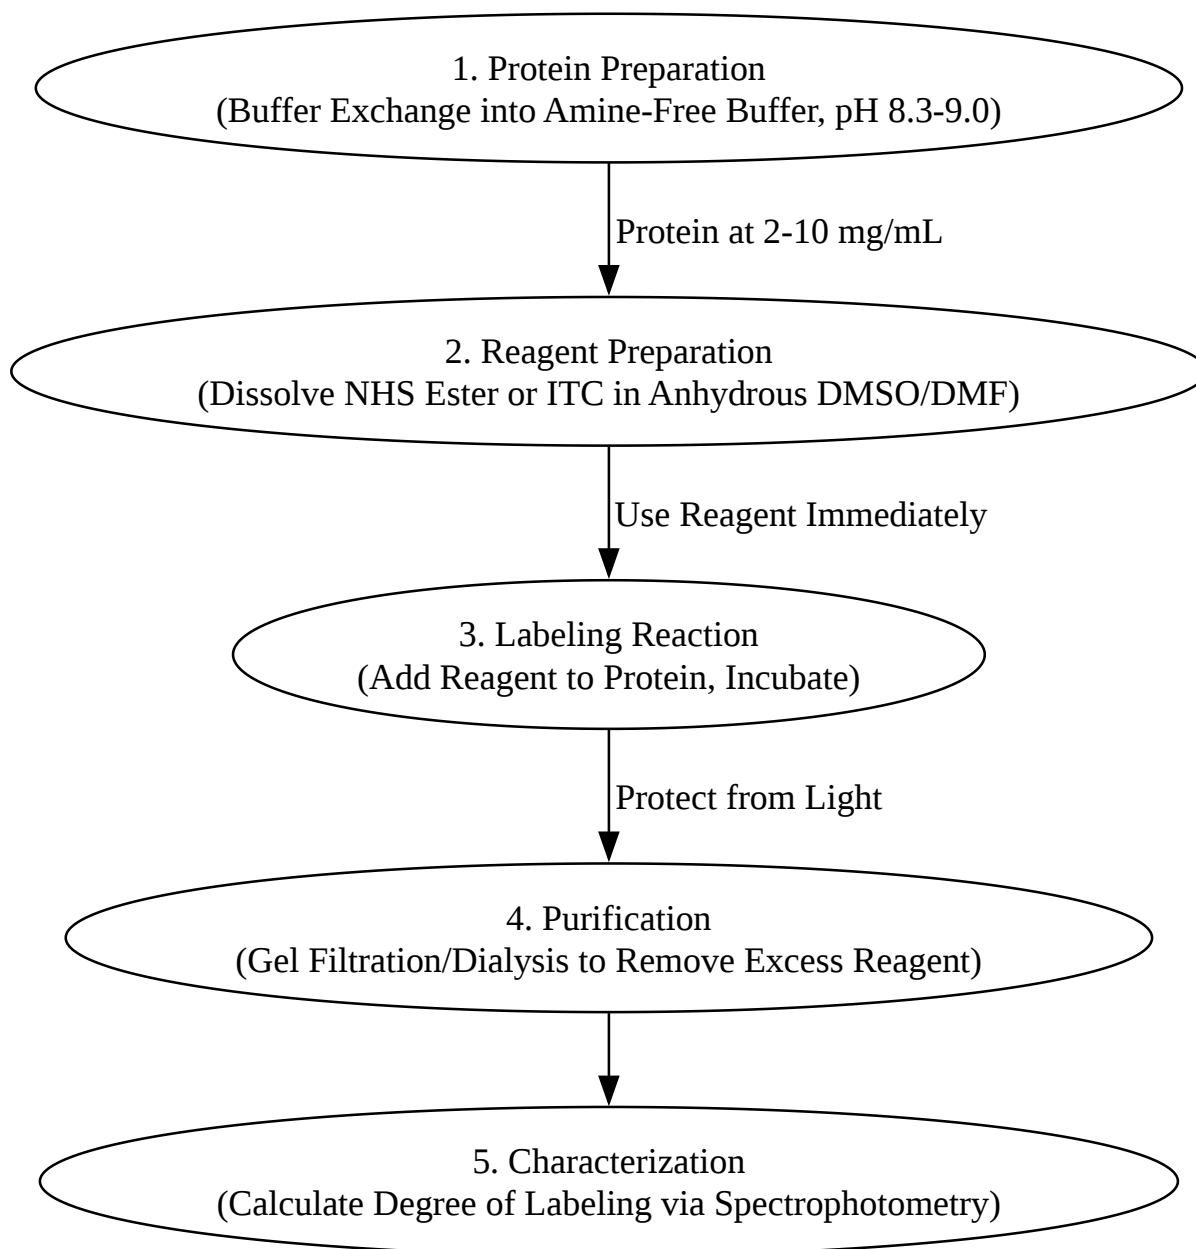 1. Protein Preparation
(Buffer Exchange into Amine-Free Buffer, pH 8.3-9.0)
Protein at 2-10 mg/mL
2. Reagent Preparation
(Dissolve NHS Ester or ITC in Anhydrous DMSO/DMF)
Use Reagent Immediately
3. Labeling Reaction
(Add Reagent to Protein, Incubate)
Protect from Light
4. Purification
(Gel Filtration/Dialysis to Remove Excess Reagent)
5. Characterization
(Calculate Degree of Labeling via Spectrophotometry)